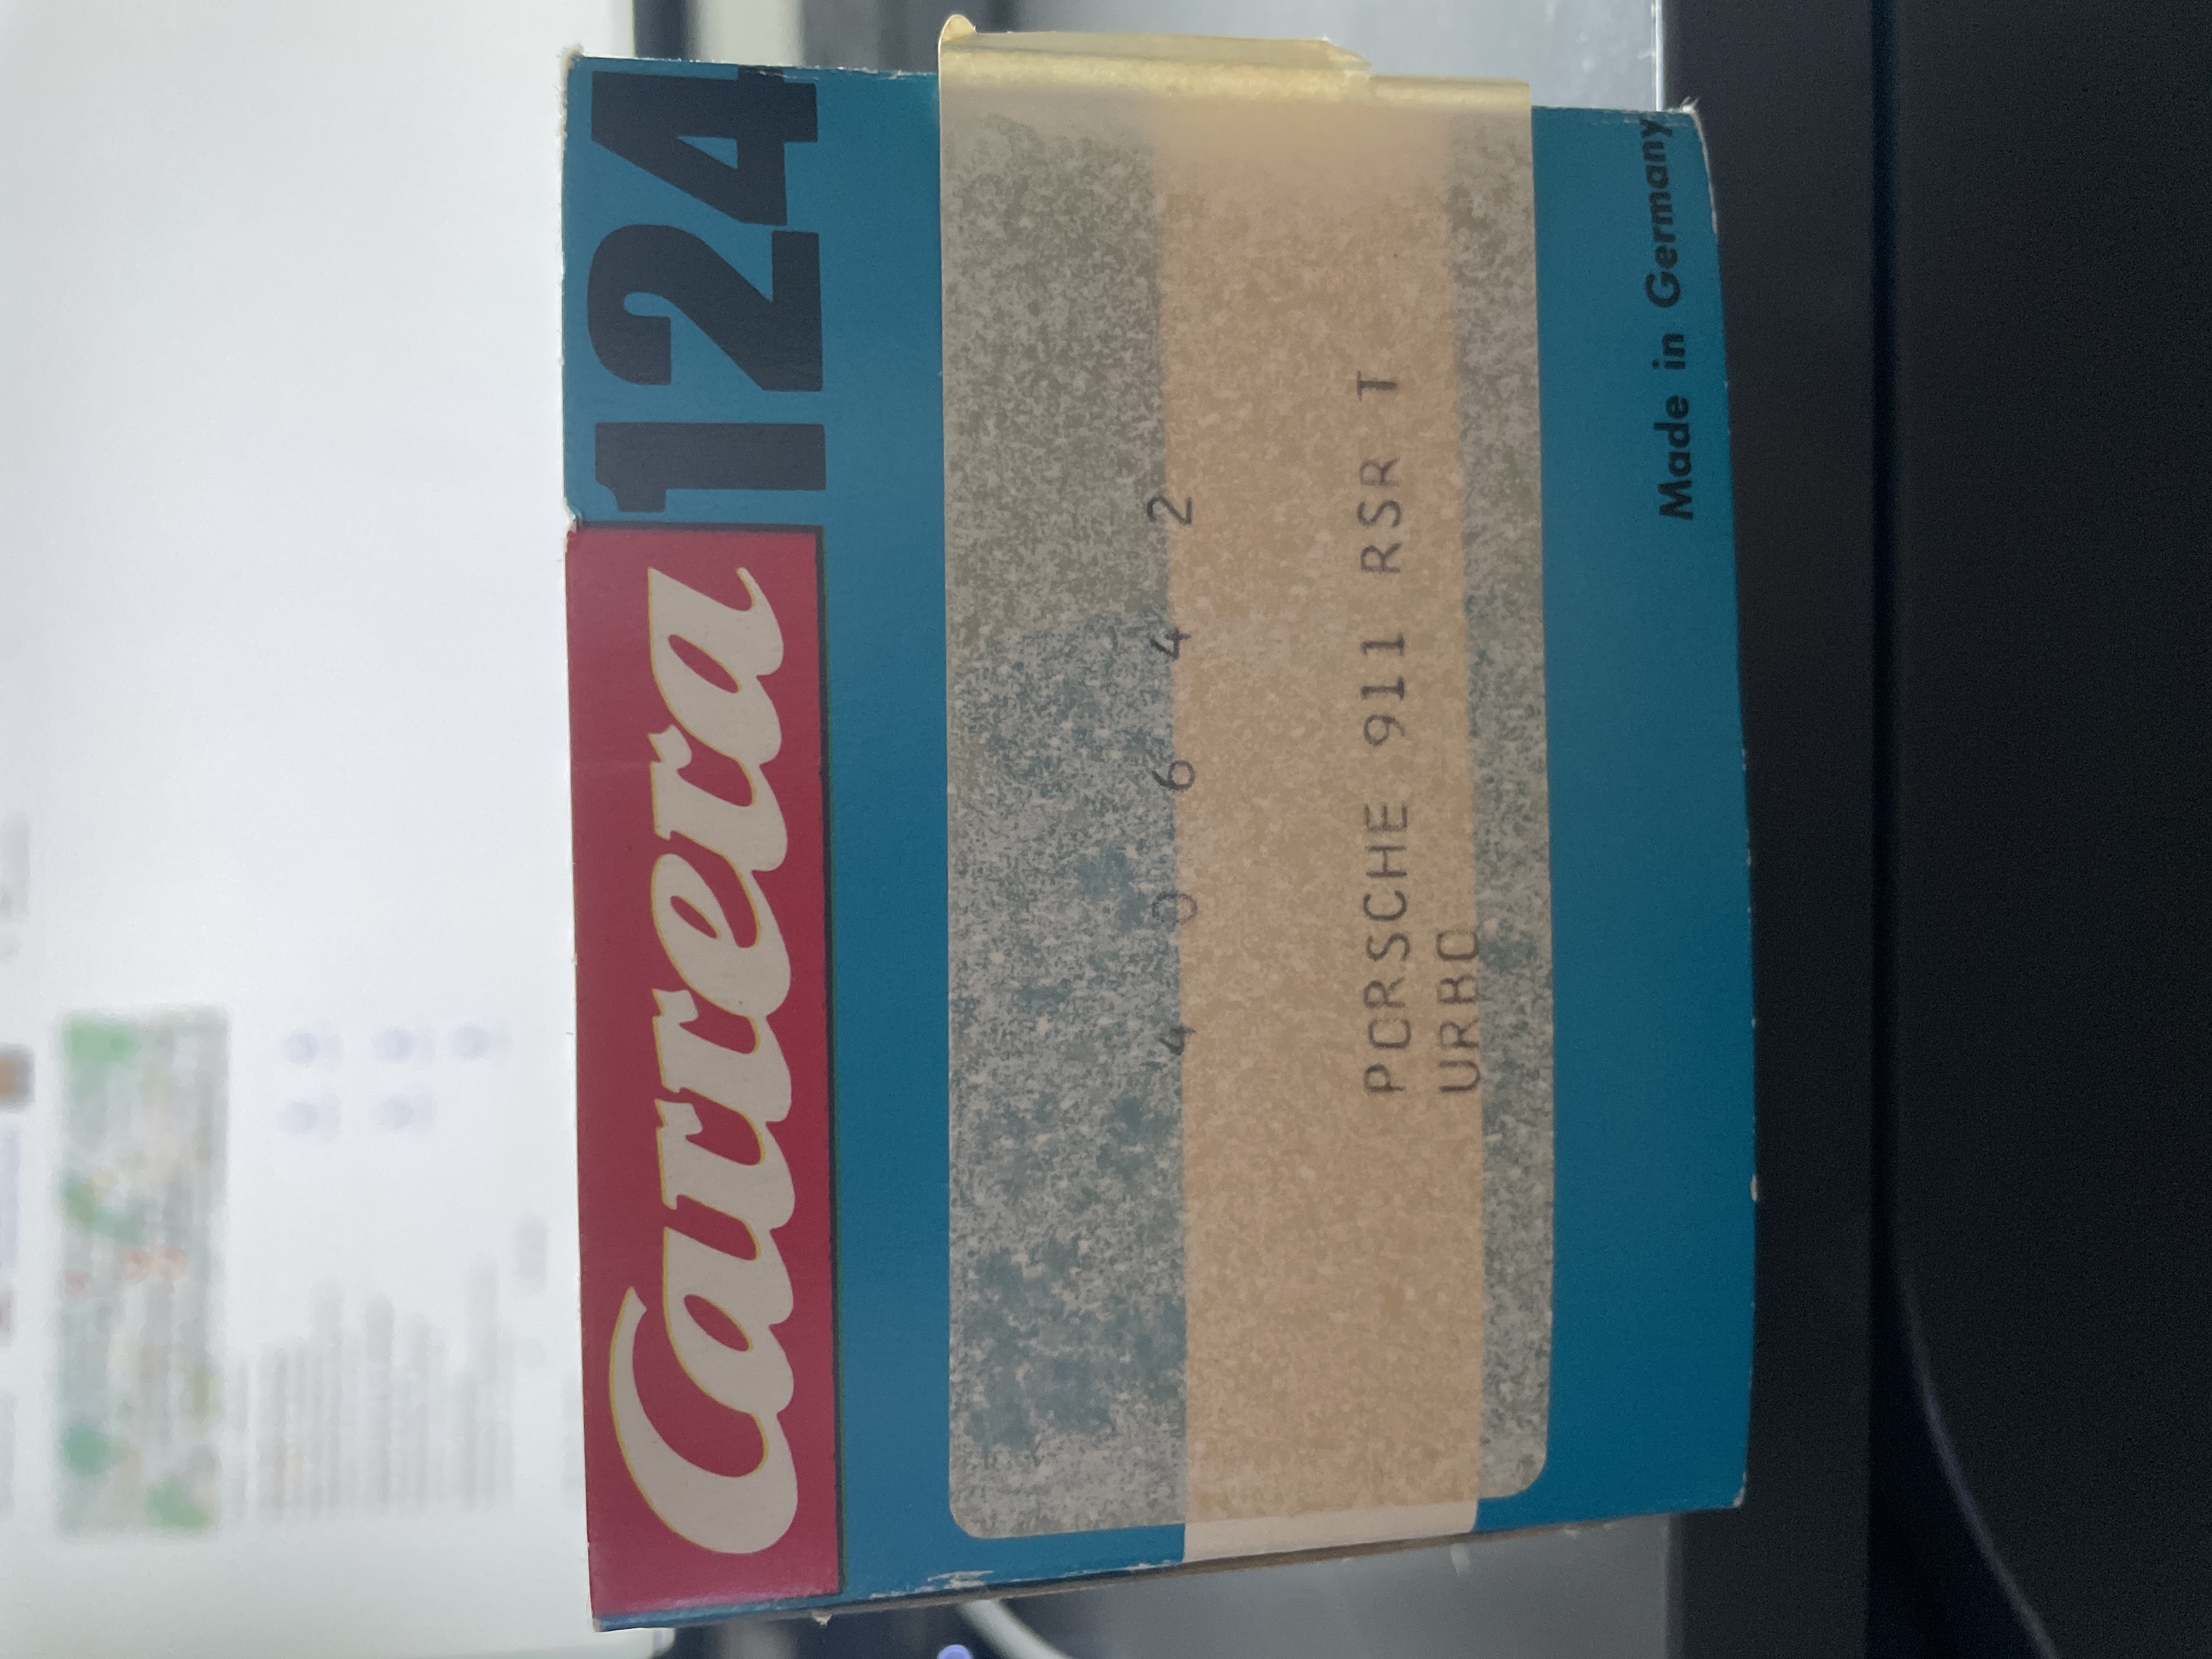 Carrera 124
4 0 6 4 2
PORSCHE 911 RSR T
URBO
Made in Germany